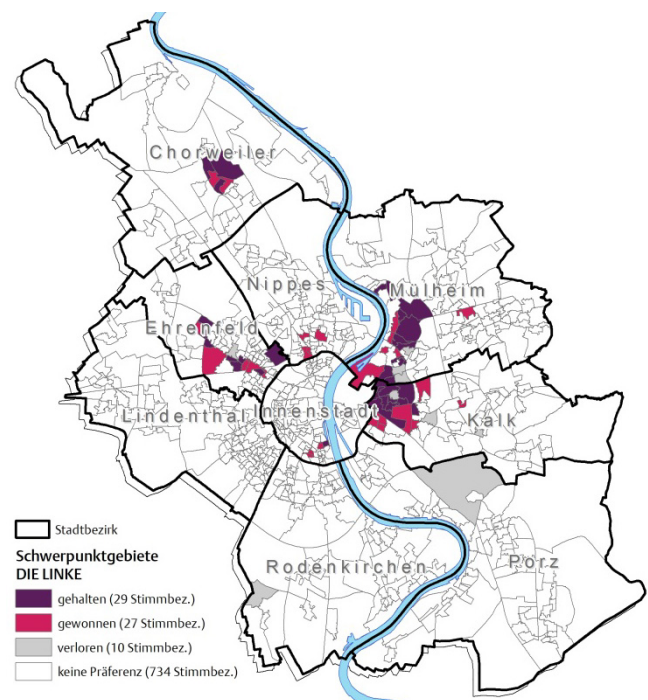 Chorweiler
Nippes
Mülheim
Ehrenfeld
Lindenthal
Innenstadt
Kalk
Rodenkirchen
Porz
Stadtbezirk
Schwerpunktgebiete
DIE LINKE
gehalten (29 Stimmbez.)
gewonnen (27 Stimmbez.)
verloren (10 Stimmbez.)
keine Präferenz (734 Stimmbez.)